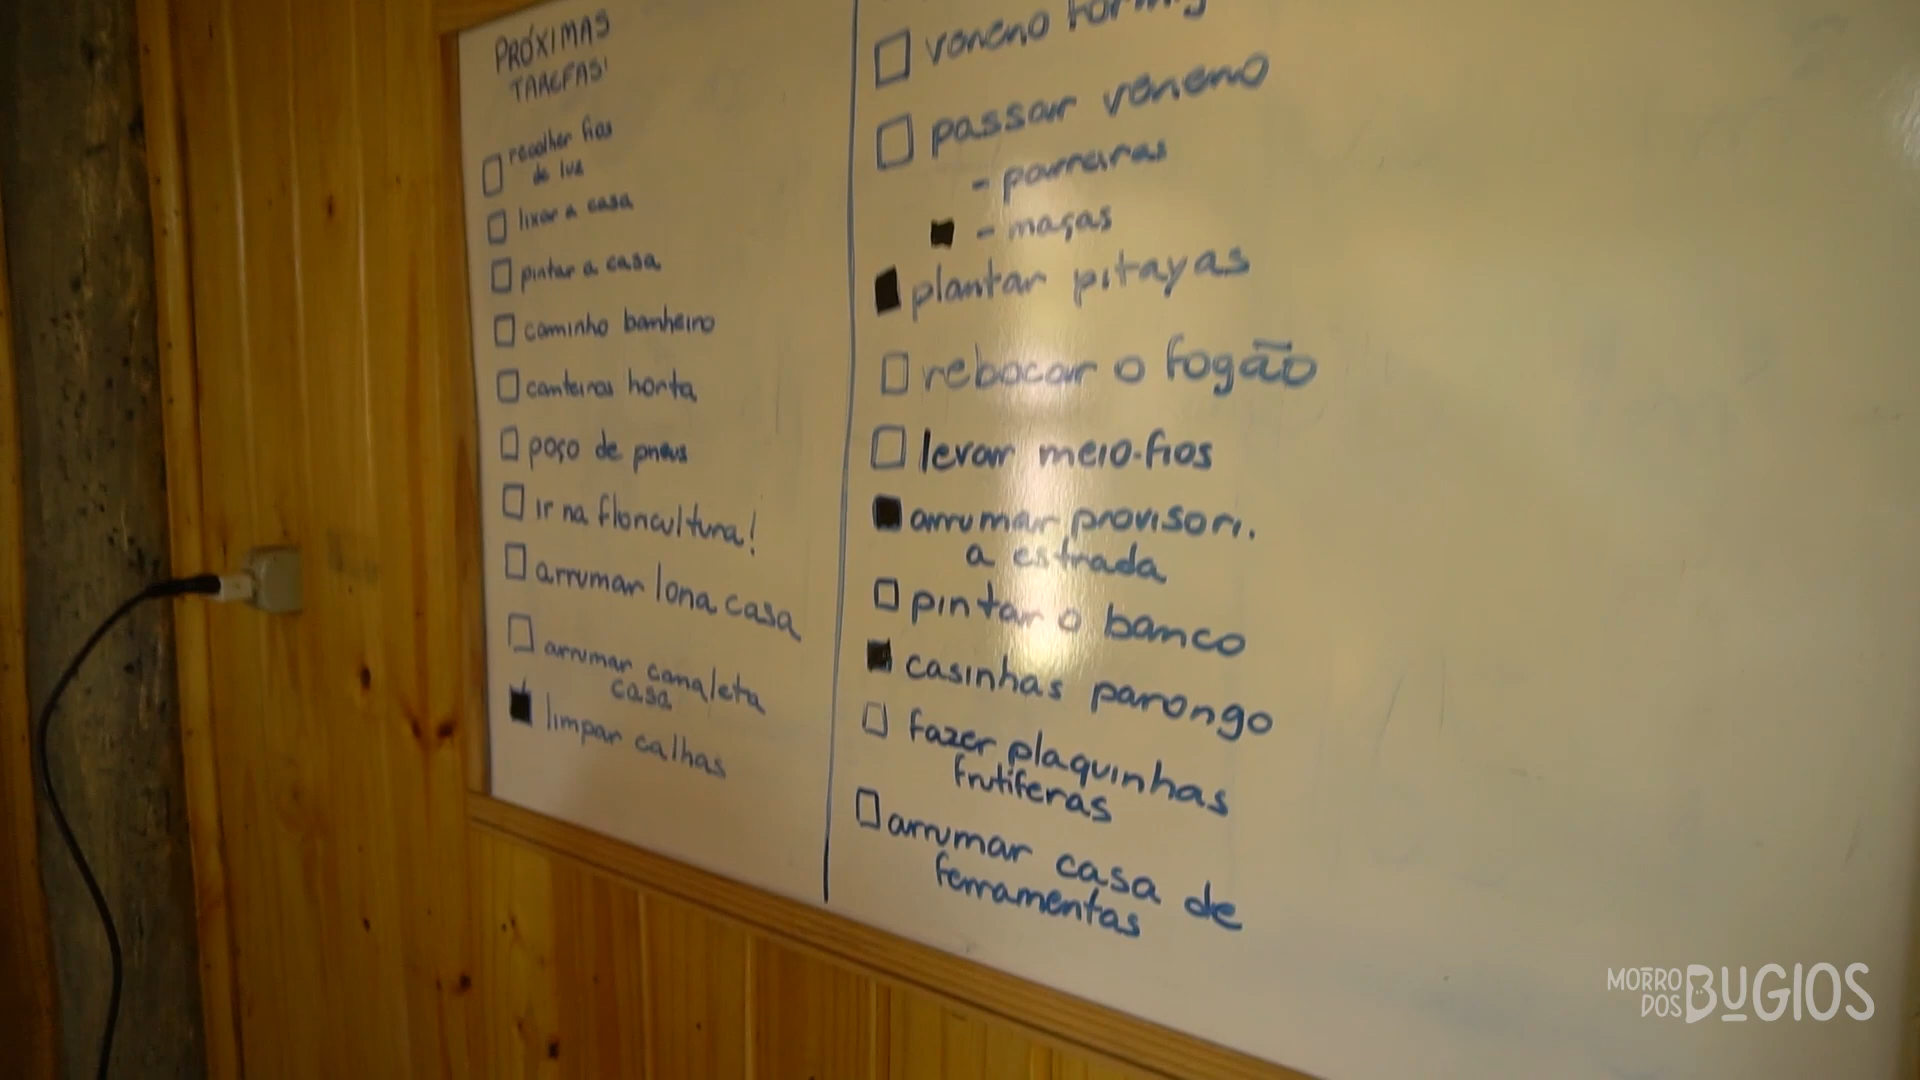 PRÓXIMAS
TAREFAS!
recolher fios
de luz
lixar a casa
pintar a casa
caminho banheiro
canteiros horta
poço de pneus
ir na floricultura!
arrumar lona casa
arrumar canaleta
casa
limpar calhas
veneno
passar veneno
- parreiras
- maças
plantar pitayas
rebocar o fogão
levar meio-fios
arrumar provisori.
a estrada
pintar o banco
casinhas porongo
fazer plaquinhas
frutiferas
arrumar casa de
ferramentas
MORRO
DOS BUGIOS